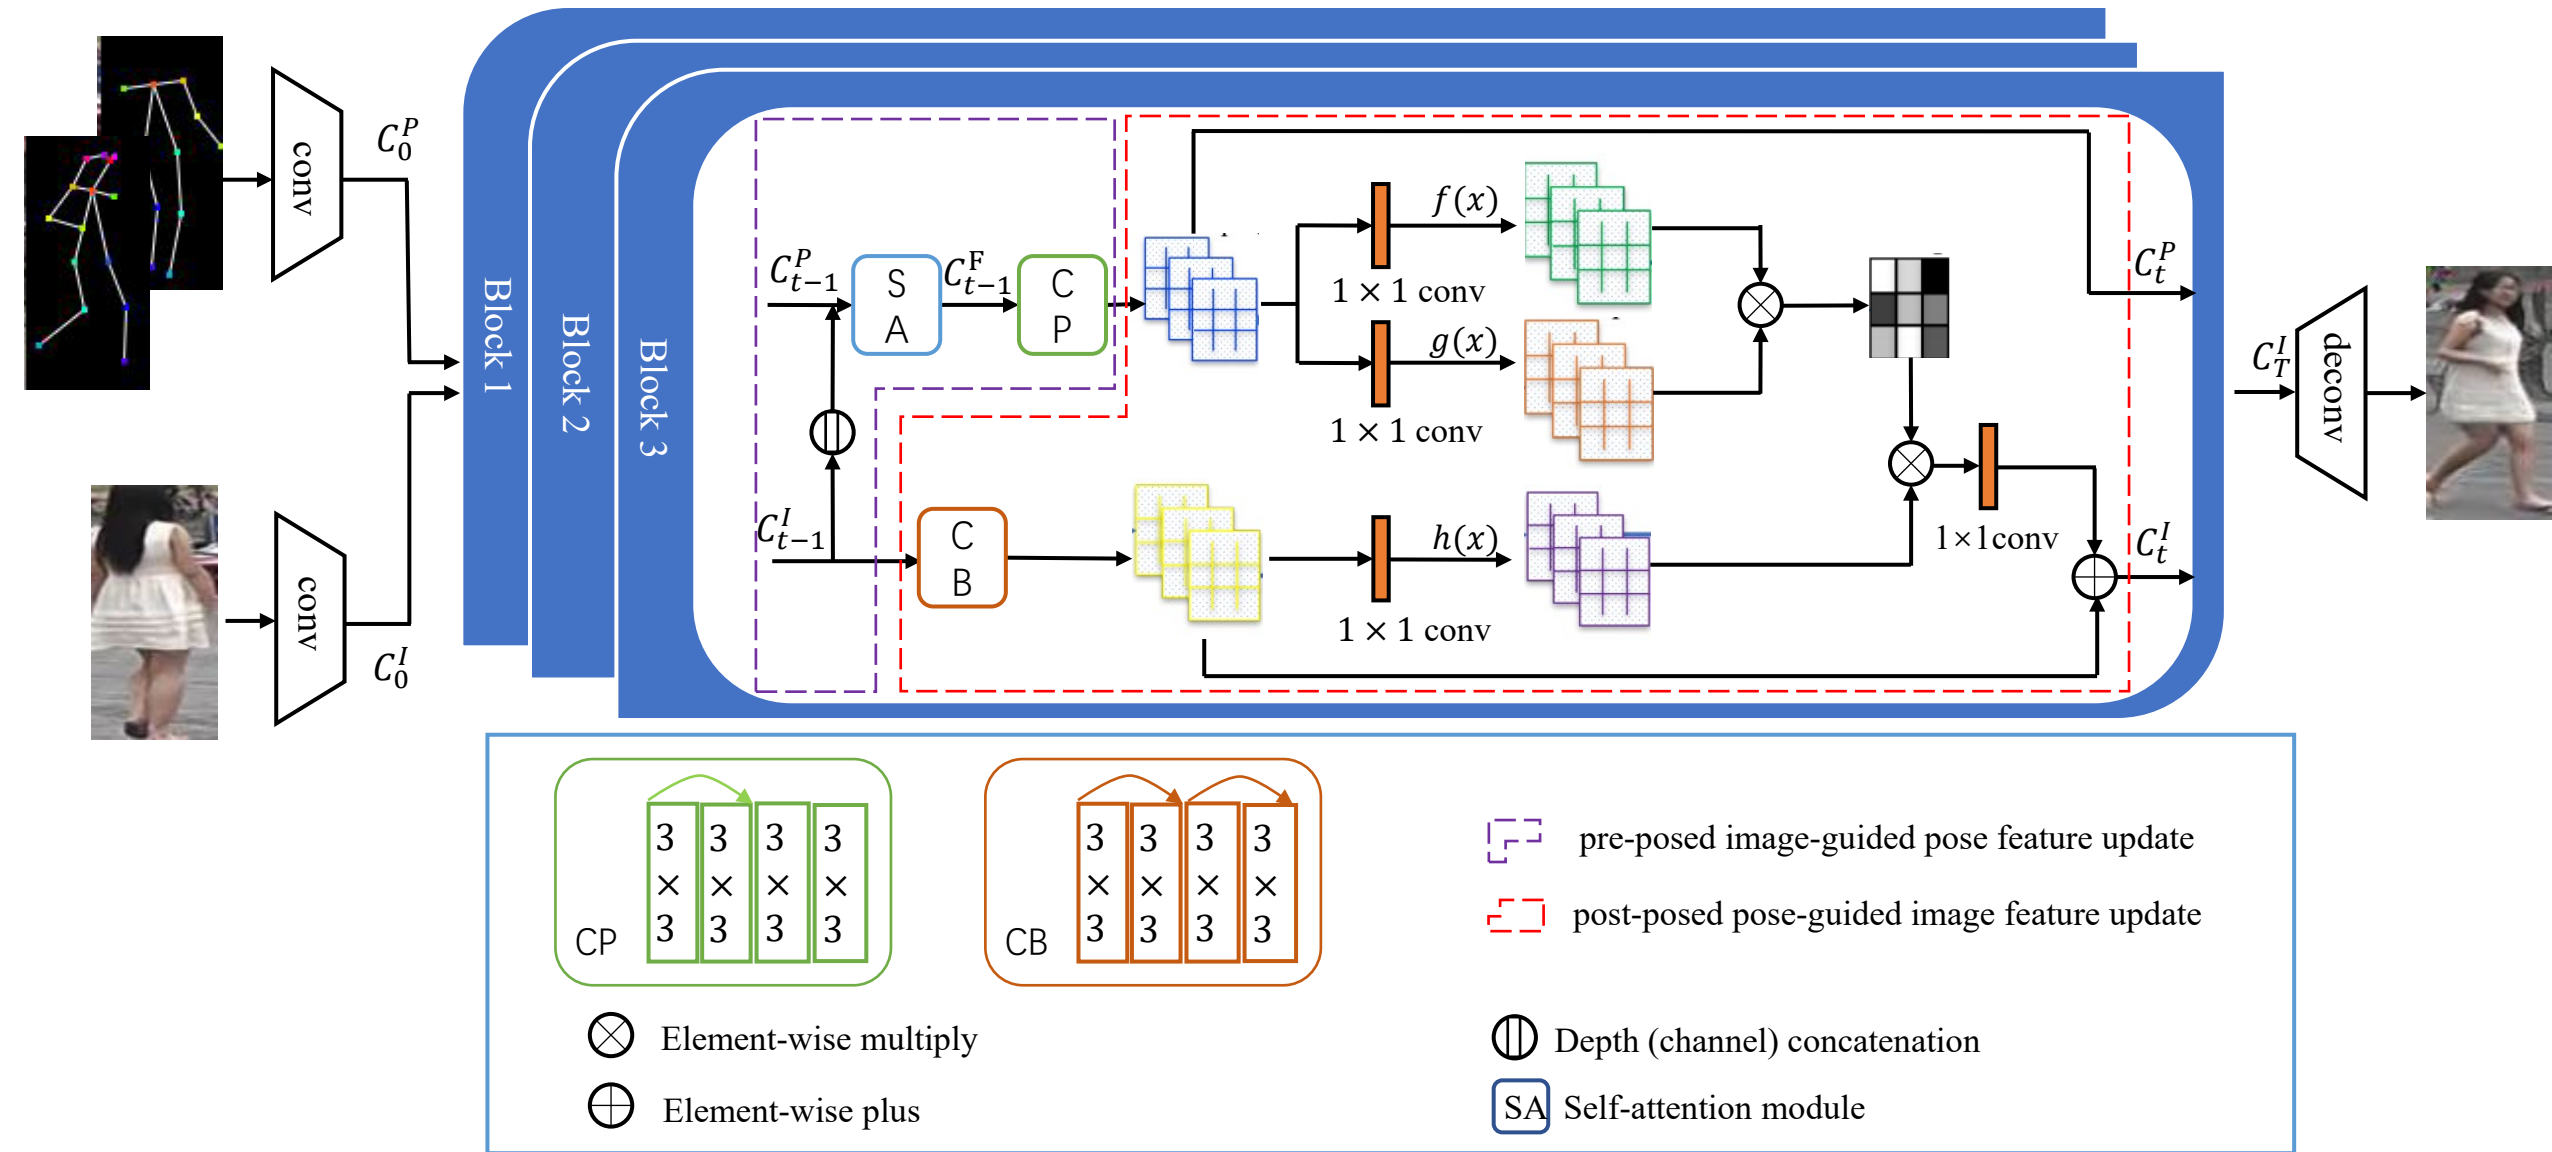 conv
C_0^P
conv
C_0^I
Block 1
Block 2
Block 3
C_{t-1}^P
S
A
C_{t-1}^F
C
P
C_{t-1}^I
C
B
f(x)
1 × 1 conv
g(x)
1 × 1 conv
h(x)
1 × 1 conv
1×1conv
C_t^P
C_t^I
C_T^I
deconv
CP
3 × 3
3 × 3
3 × 3
3 × 3
CB
3 × 3
3 × 3
3 × 3
3 × 3
pre-posed image-guided pose feature update
post-posed pose-guided image feature update
Element-wise multiply
Depth (channel) concatenation
Element-wise plus
SA Self-attention module